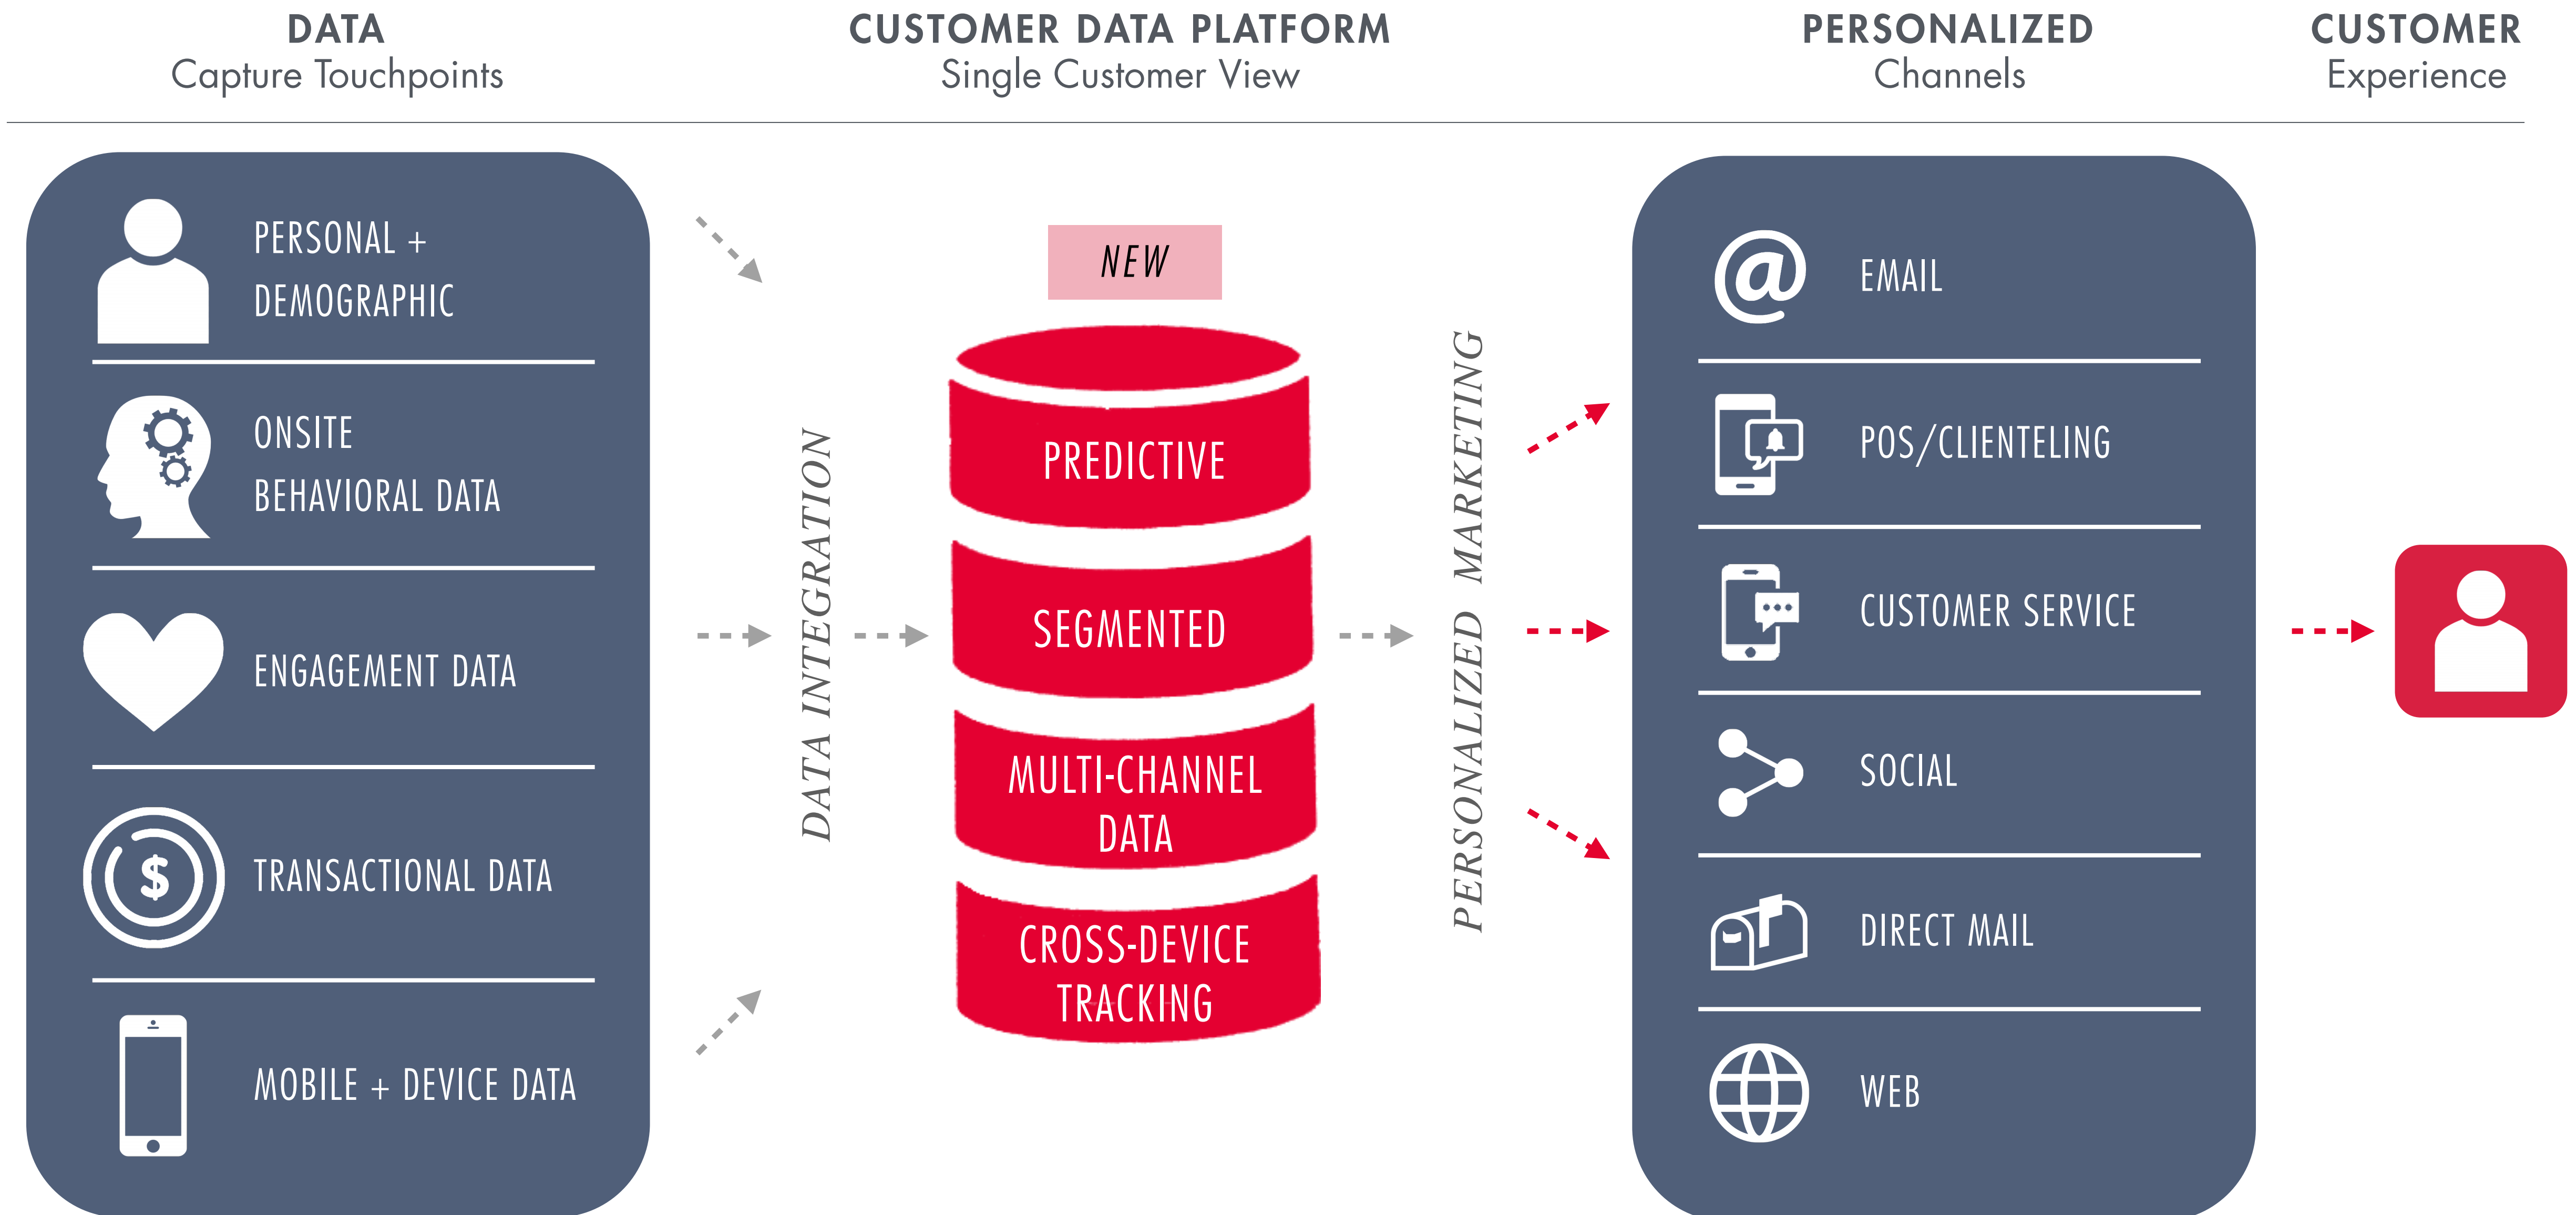 DATA
Capture Touchpoints
CUSTOMER DATA PLATFORM
Single Customer View
PERSONALIZED
Channels
CUSTOMER
Experience
PERSONAL +
DEMOGRAPHIC
ONSITE
BEHAVIORAL DATA
ENGAGEMENT DATA
$
TRANSACTIONAL DATA
MOBILE + DEVICE DATA
DATA INTEGRATION
NEW
PREDICTIVE
SEGMENTED
MULTI-CHANNEL
DATA
CROSS-DEVICE
TRACKING
PERSONALIZED MARKETING
@
EMAIL
POS/CLIENTELING
CUSTOMER SERVICE
SOCIAL
DIRECT MAIL
WEB